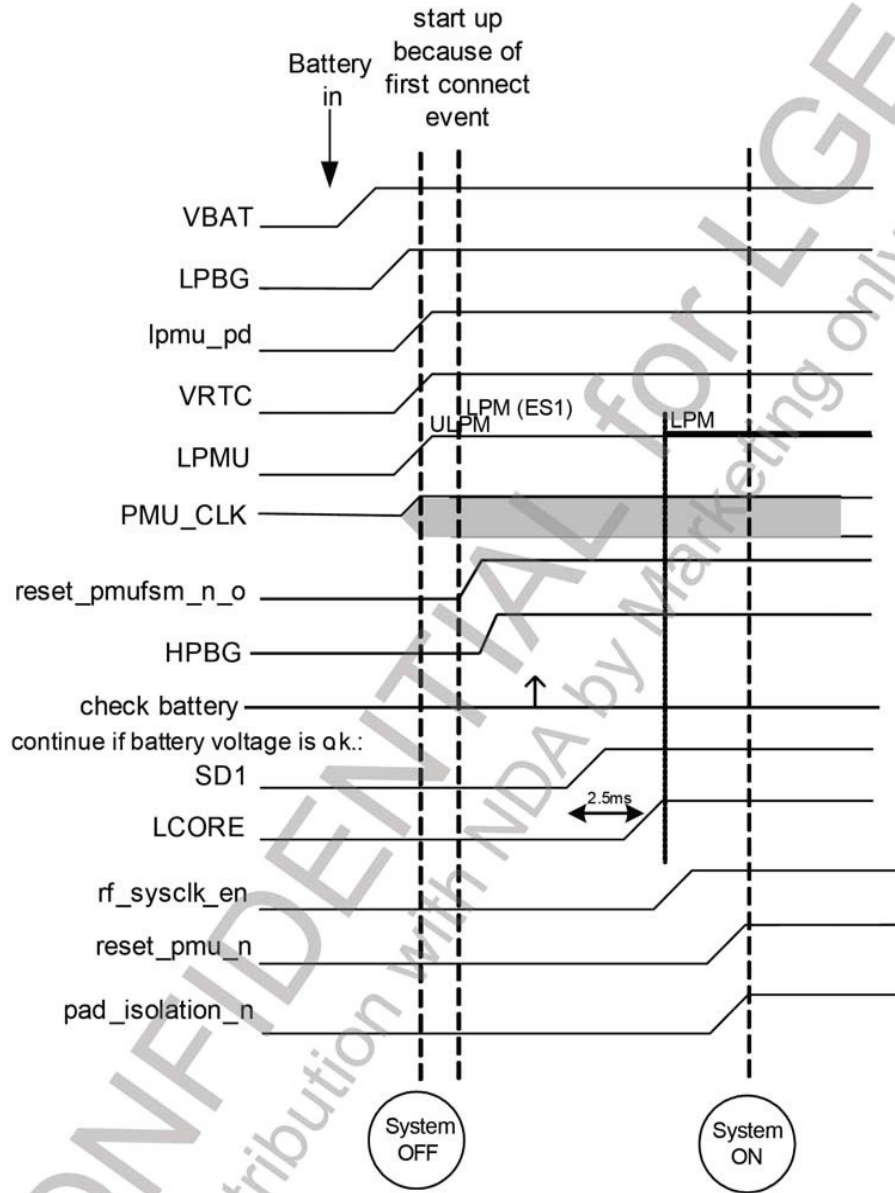 start up
because of
first connect
event
Battery
in
VBAT
LPBG
lpmu_pd
VRTC
LPM (ES1)
ULPM
LPM
LPMU
PMU_CLK
reset_pmufsm_n_o
HPBG
check battery
continue if battery voltage is ok.:
SD1
2.5ms
LCORE
rf_sysclk_en
reset_pmu_n
pad_isolation_n
System
OFF
System
ON
ONFIDENTIAL for LGE
tribution with NDA by Marketing only